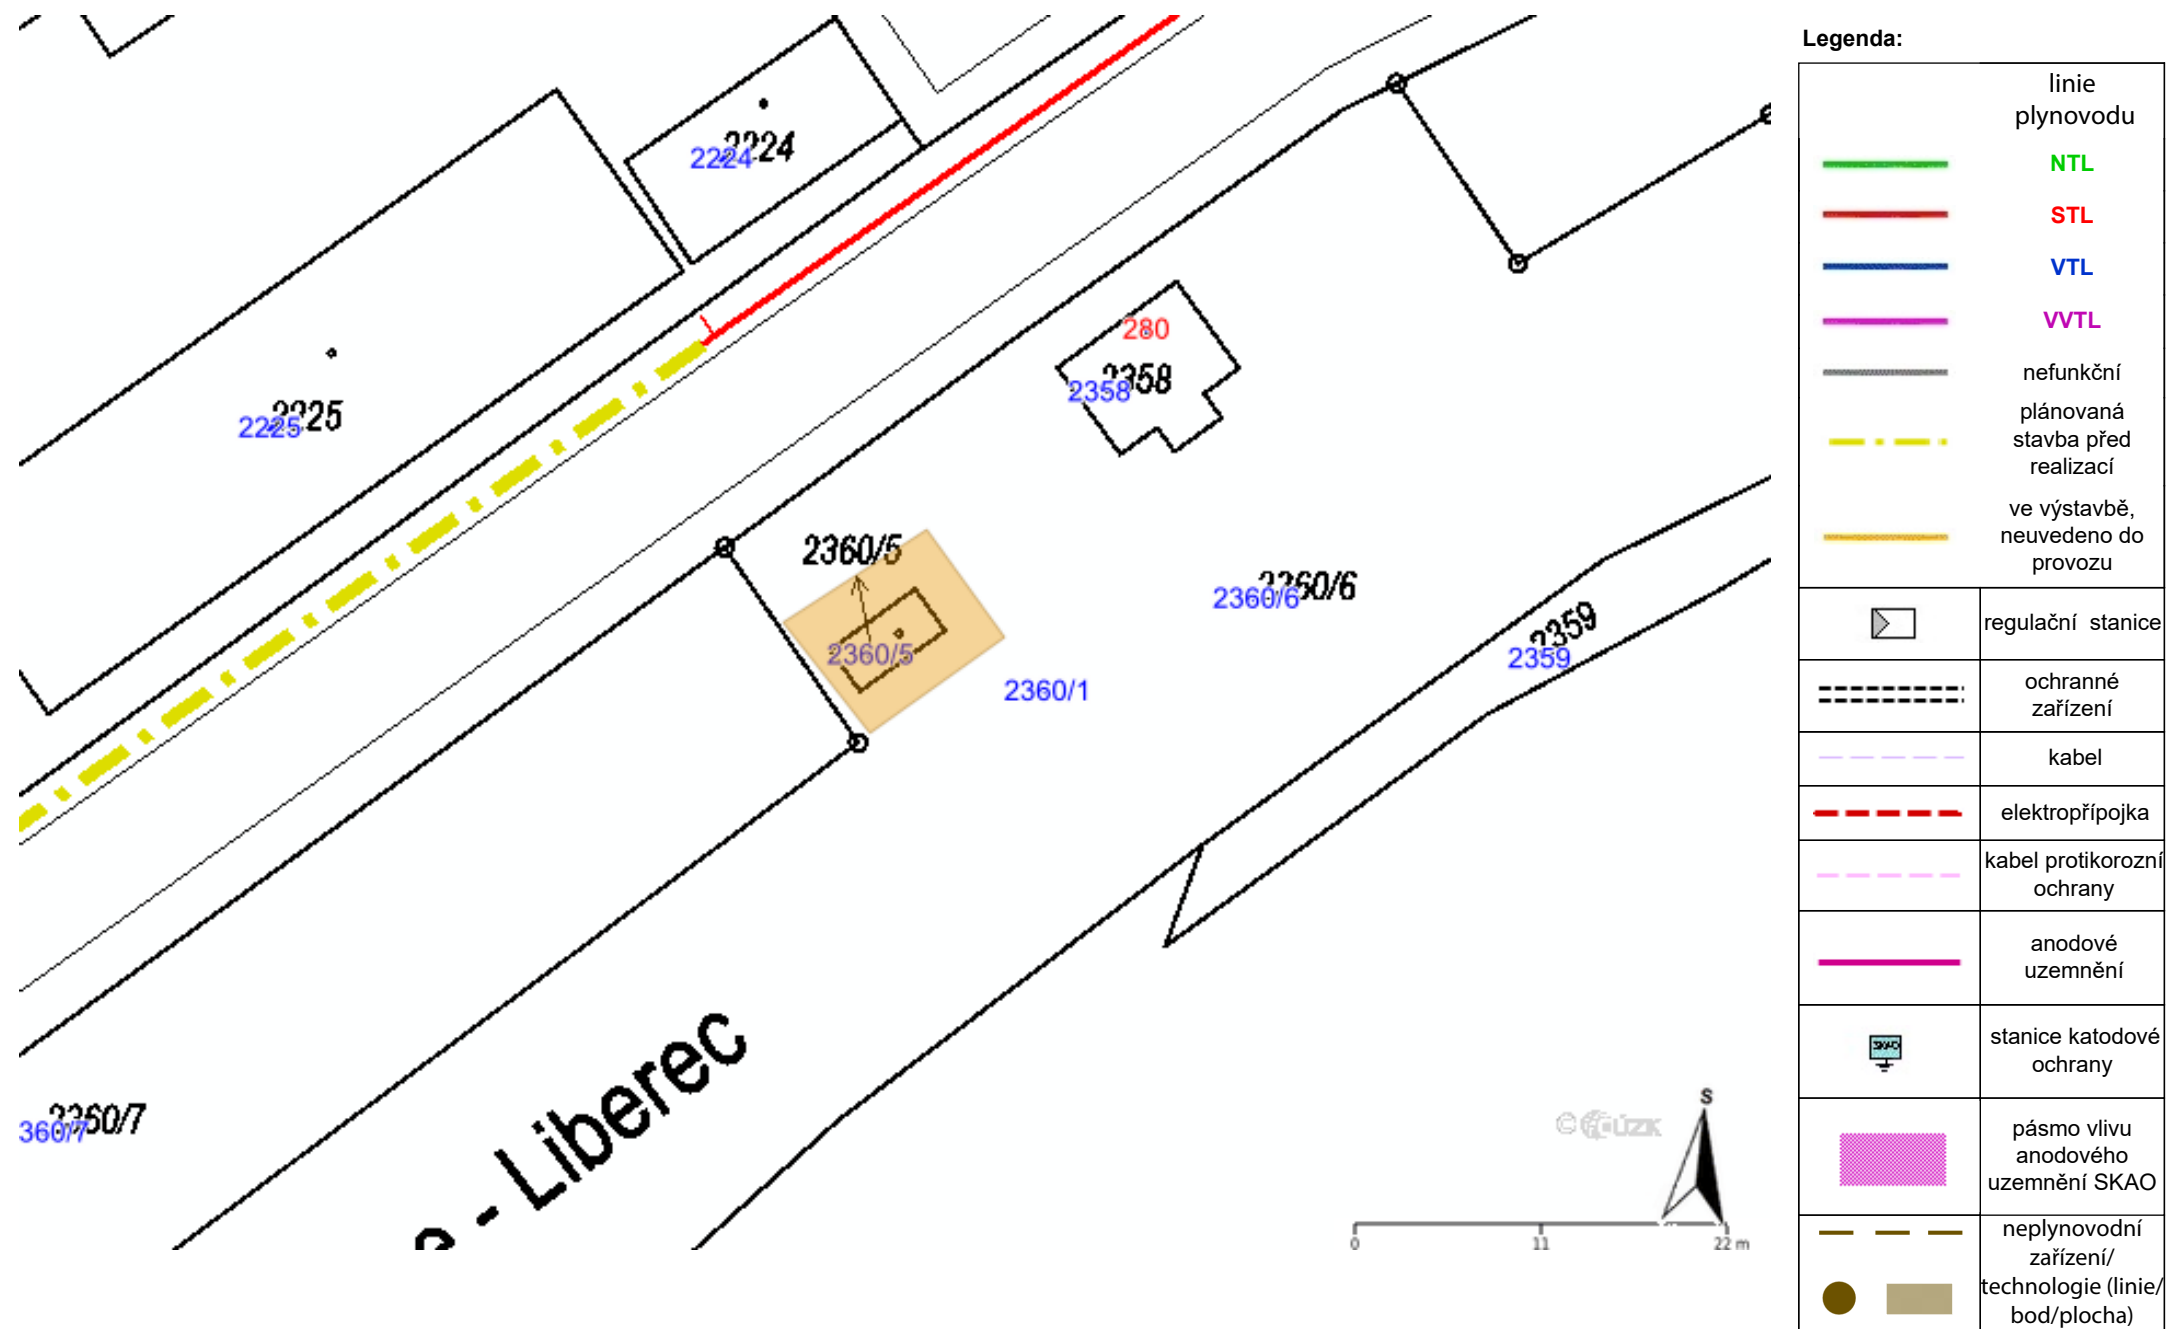 2224
2224
2225
2225
280
2358
2358
2360/5
2360/5
2360/6
2360/6
2359
2359
2360/1
2360/7
360/7
e - Liberec
© ČÚZK
S
0 11 22 m
Legenda:
linie
plynovodu
NTL
STL
VTL
VVTL
nefunkční
plánovaná
stavba před
realizací
ve výstavbě,
neuvedeno do
provozu
regulační stanice
ochranné
zařízení
kabel
elektropřípojka
kabel protikorozní
ochrany
anodové
uzemnění
SKAO
stanice katodové
ochrany
pásmo vlivu
anodového
uzemnění SKAO
neplynovodní
zařízení/
technologie (linie/
bod/plocha)